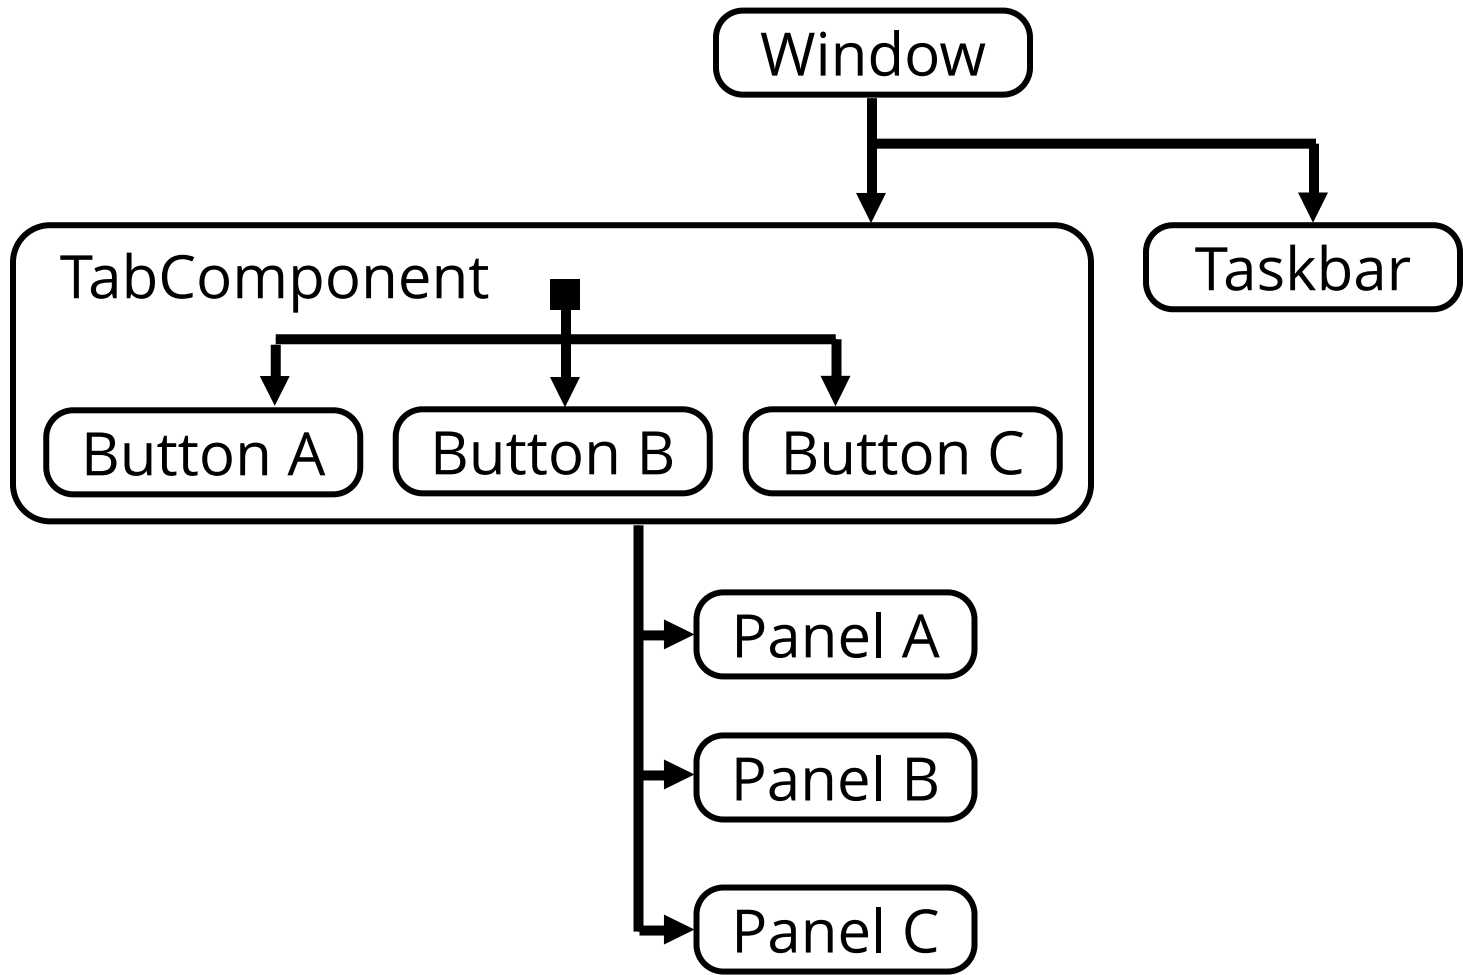 Window
TabComponent
Taskbar
Button A
Button B
Button C
Panel A
Panel B
Panel C